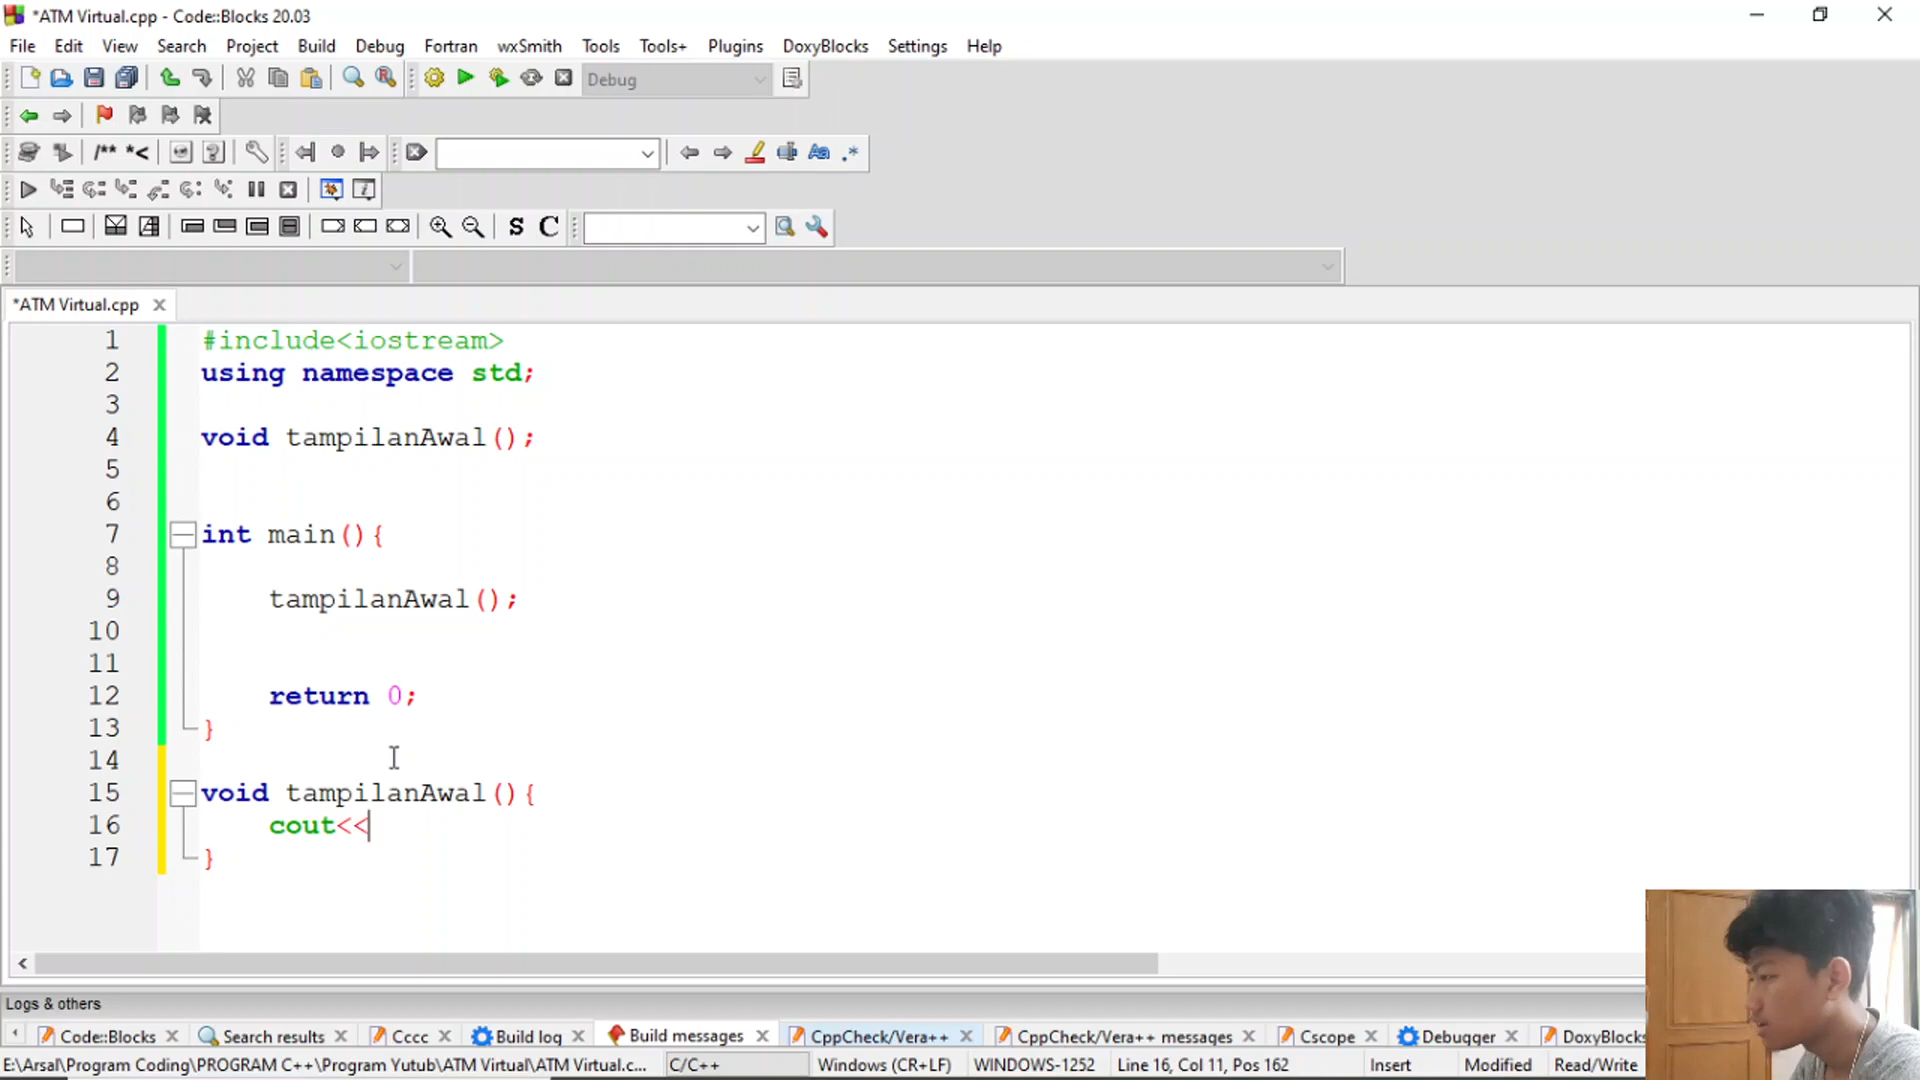 *ATM Virtual.cpp - Code::Blocks 20.03
File Edit View Search Project Build Debug Fortran wxSmith Tools Tools+ Plugins DoxyBlocks Settings Help
Debug
/** *<
Aa .*
S C
*ATM Virtual.cpp
1 #include<iostream>
2 using namespace std;
3
4 void tampilanAwal();
5
6
7 int main(){
8
9 tampilanAwal();
10
11
12 return 0;
13 }
14
15 void tampilanAwal(){
16 cout<<
17 }
Logs & others
Code::Blocks Search results Cccc Build log Build messages CppCheck/Vera++ CppCheck/Vera++ messages Cscope Debugger DoxyBlocks
E:\Arsal\Program Coding\PROGRAM C++\Program Yutub\ATM Virtual\ATM Virtual.c... C/C++ Windows (CR+LF) WINDOWS-1252 Line 16, Col 11, Pos 162 Insert Modified Read/Write